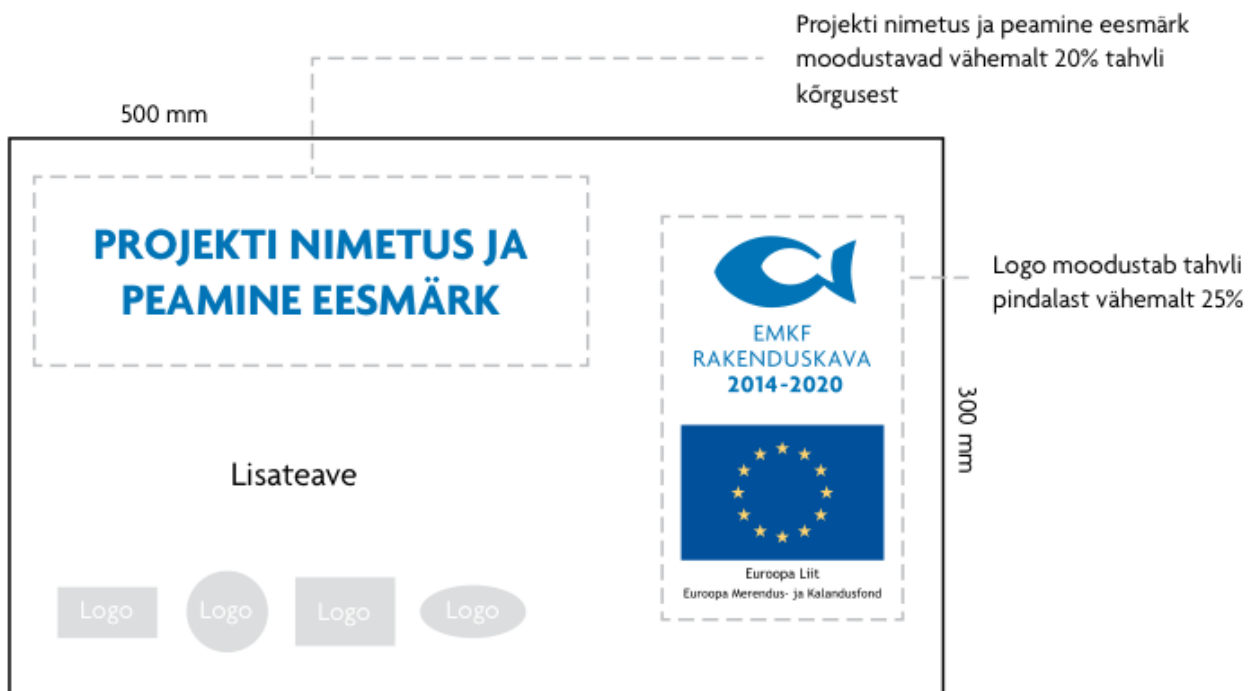 Projekti nimetus ja peamine eesmärk
moodustavad vähemalt 20% tahvli
kõrgusest
500 mm
PROJEKTI NIMETUS JA
PEAMINE EESMÄRK
Logo moodustab tahvli
pindalast vähemalt 25%
EMKF
RAKENDUSKAVA
2014-2020
300 mm
Lisateave
Euroopa Liit
Euroopa Merendus- ja Kalandusfond
Logo Logo Logo Logo